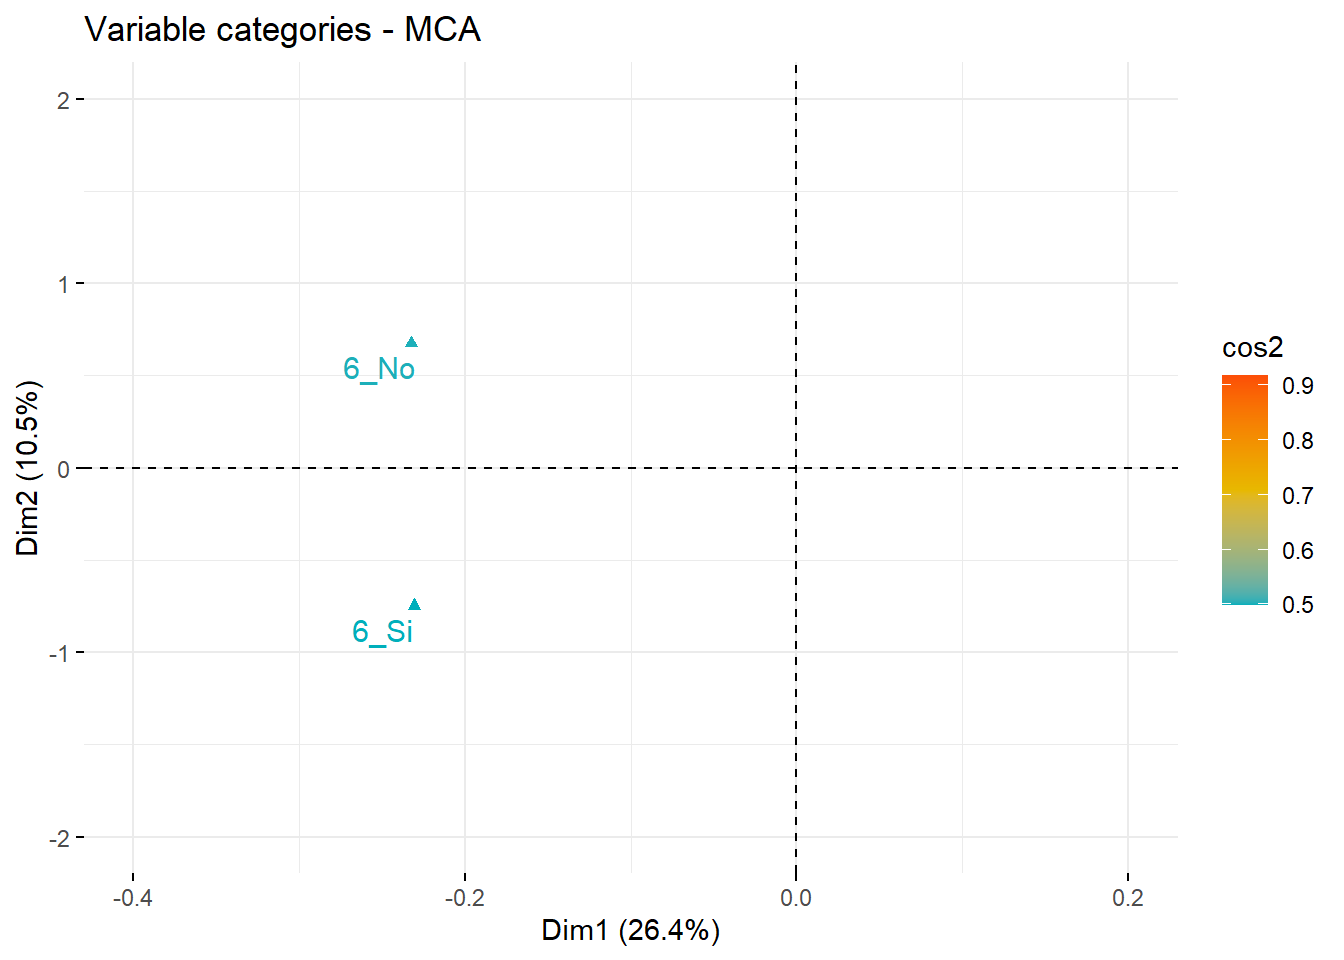 Variable categories - MCA
2
1
0
-1
-2
Dim2 (10.5%)
6_No
6_Si
-0.4
-0.2
0.0
0.2
Dim1 (26.4%)
cos2
0.9
0.8
0.7
0.6
0.5